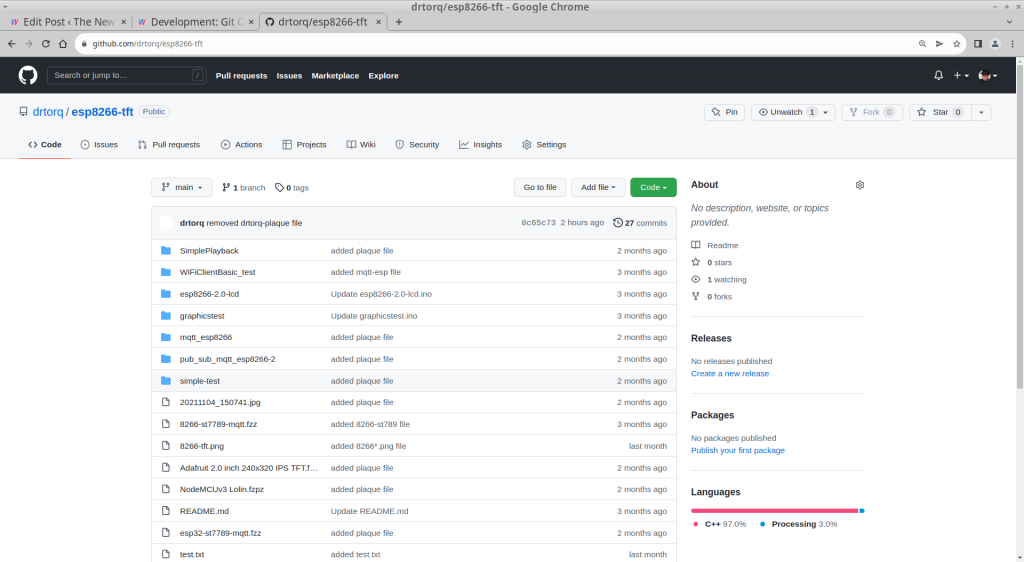 drtorq/esp8266-tft - Google Chrome
Edit Post ‹ The New
Development: Git C
drtorq/esp8266-tft
github.com/drtorq/esp8266-tft
Search or jump to… /
Pull requests Issues Marketplace Explore
drtorq / esp8266-tft Public
Pin Unwatch 1 Fork 0 Star 0
Code Issues Pull requests Actions Projects Wiki Security Insights Settings
main 1 branch 0 tags Go to file Add file Code
drtorq removed drtorq-plaque file 0c65c73 2 hours ago 27 commits
SimplePlayback added plaque file 2 months ago
WiFiClientBasic_test added mqtt-esp file 3 months ago
esp8266-2.0-lcd Update esp8266-2.0-lcd.ino 3 months ago
graphicstest Update graphicstest.ino 3 months ago
mqtt_esp8266 added plaque file 2 months ago
pub_sub_mqtt_esp8266-2 added plaque file 2 months ago
simple-test added plaque file 2 months ago
20211104_150741.jpg added plaque file 2 months ago
8266-st7789-mqtt.fzz added 8266-st789 file 3 months ago
8266-tft.png added 8266*.png file last month
Adafruit 2.0 inch 240x320 IPS TFT.f… added plaque file 2 months ago
NodeMCUv3 Lolin.fzpz added plaque file 2 months ago
README.md Update README.md 3 months ago
esp32-st7789-mqtt.fzz added plaque file 2 months ago
test.txt added test.txt last month
About
No description, website, or topics
provided.
Readme
0 stars
1 watching
0 forks
Releases
No releases published
Create a new release
Packages
No packages published
Publish your first package
Languages
C++ 97.0% Processing 3.0%